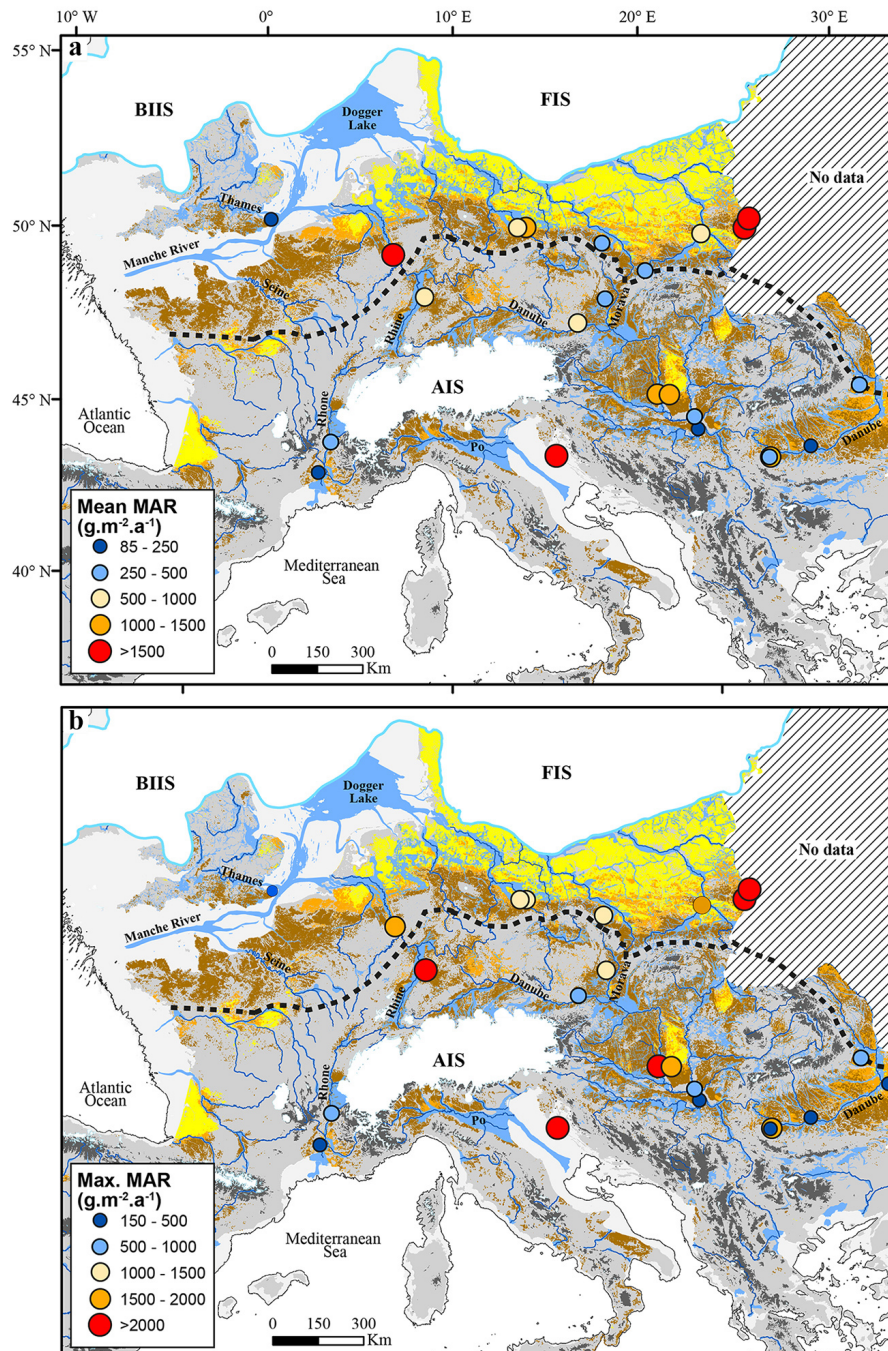 10° W
0°
10° E
20° E
30° E
55° N
a
BIIS
FIS
Dogger
Lake
No data
Thames
50° N
Manche River
Seine
Rhine
Danube
Morava
45° N
AIS
Rhone
Atlantic
Ocean
Po
Danube
Mean MAR
(g.m⁻².a⁻¹)
85 - 250
250 - 500
500 - 1000
1000 - 1500
>1500
40° N
Mediterranean
Sea
0 150 300
Km
b
BIIS
FIS
Dogger
Lake
No data
Thames
Manche River
Seine
Rhine
Danube
Morava
AIS
Rhone
Atlantic
Ocean
Po
Danube
Max. MAR
(g.m⁻².a⁻¹)
150 - 500
500 - 1000
1000 - 1500
1500 - 2000
>2000
Mediterranean
Sea
0 150 300
Km